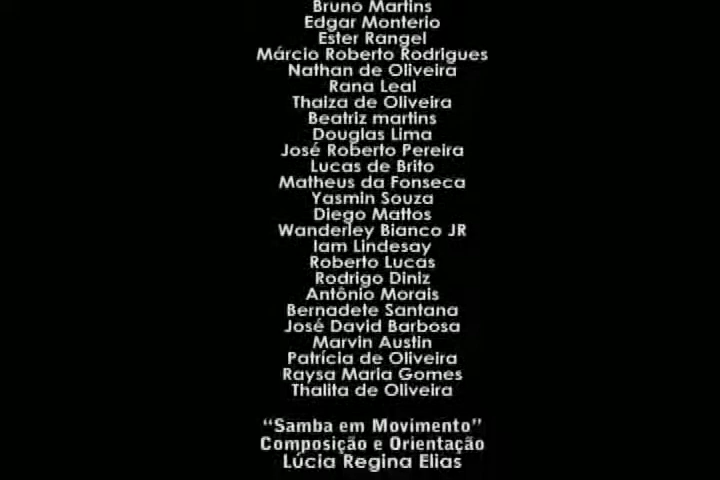 Bruno Martins
Edgar Monterio
Ester Rangel
Márcio Roberto Rodrigues
Nathan de Oliveira
Rana Leal
Thaiza de Oliveira
Beatriz martins
Douglas Lima
José Roberto Pereira
Lucas de Brito
Matheus da Fonseca
Yasmin Souza
Diego Mattos
Wanderley Bianco JR
Iam Lindesay
Roberto Lucas
Rodrigo Diniz
Antônio Morais
Bernadete Santana
José David Barbosa
Marvin Austin
Patrícia de Oliveira
Raysa Maria Gomes
Thalita de Oliveira
“Samba em Movimento”
Composição e Orientação
Lúcia Regina Elias